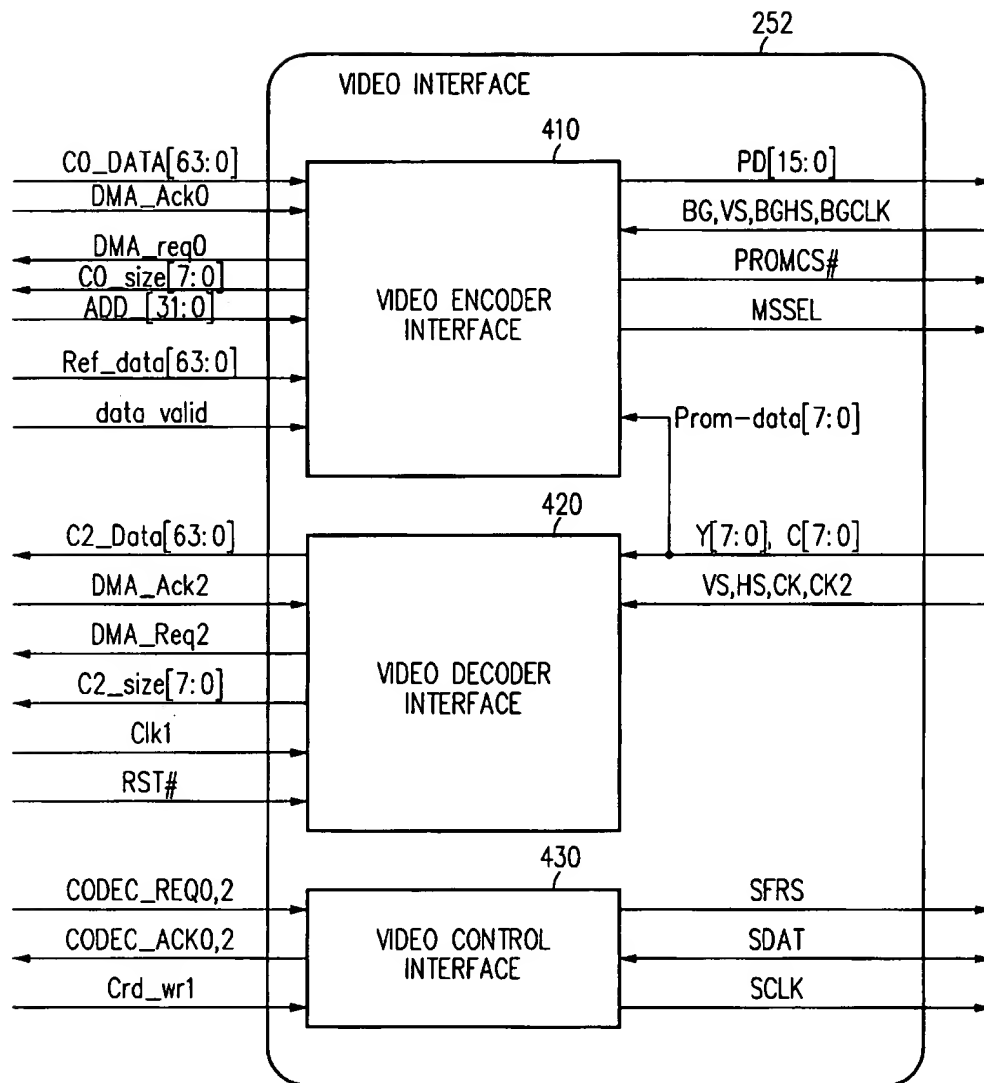 252
VIDEO INTERFACE
410
C0_DATA[63:0]
DMA_Ack0
DMA_req0
C0_size[7:0]
ADD_[31:0]
Ref_data[63:0]
data valid
VIDEO ENCODER
INTERFACE
PD[15:0]
BG,VS,BGHS,BGCLK
PROMCS#
MSSEL
Prom-data[7:0]
420
C2_Data[63:0]
DMA_Ack2
DMA_Req2
C2_size[7:0]
Clk1
RST#
VIDEO DECODER
INTERFACE
Y[7:0], C[7:0]
VS,HS,CK,CK2
430
CODEC_REQ0,2
CODEC_ACK0,2
Crd_wr1
VIDEO CONTROL
INTERFACE
SFRS
SDAT
SCLK